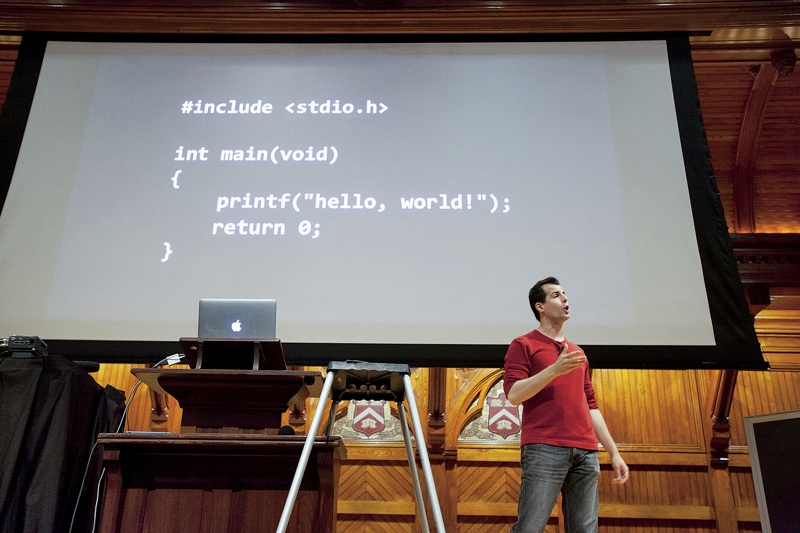 #include <stdio.h>
int main(void)
{
printf("hello, world!");
return 0;
}